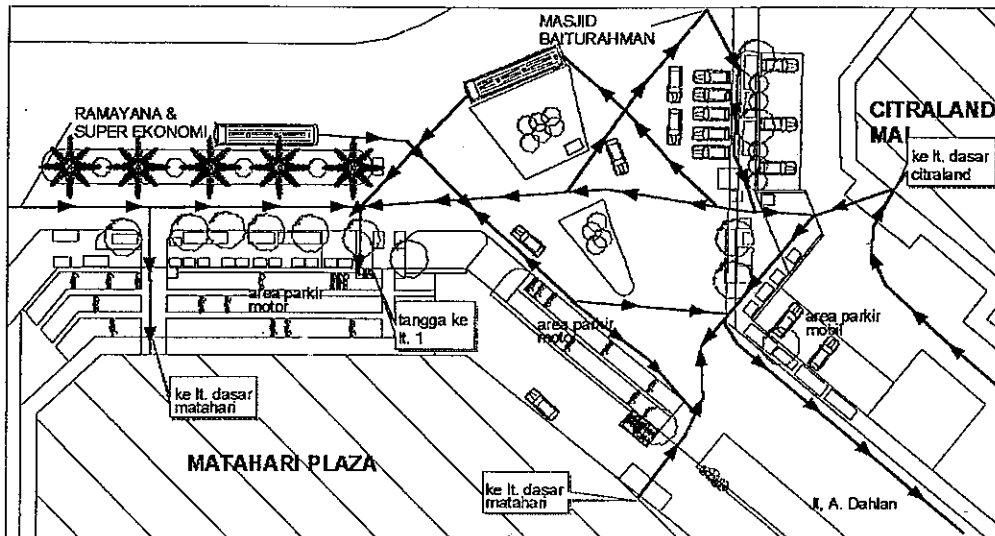 MASJID
BAITURAHMAN
RAMAYANA &
SUPER EKONOMI
CITRALAND
MAL
ke lt. dasar
citraland
area parkir
motor
tangga ke
lt. 1
area parkir
motor
area parkir
mobil
ke lt. dasar
matahari
MATAHARI PLAZA
ke lt. dasar
matahari
Jl, A. Dahlan